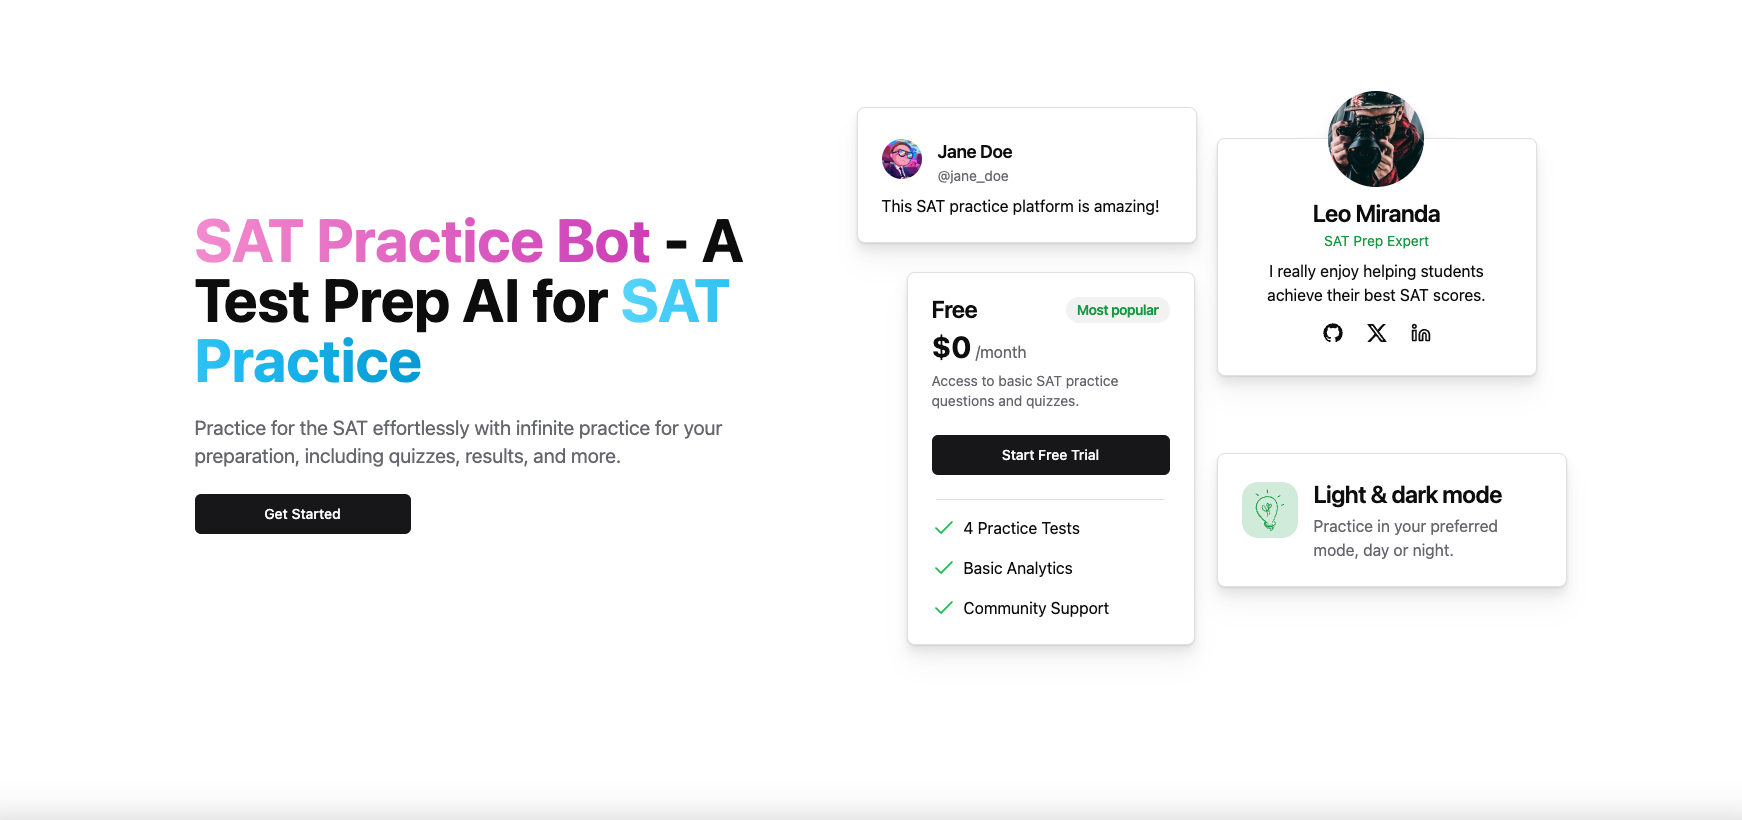 SAT Practice Bot - A
Test Prep AI for SAT
Practice
Practice for the SAT effortlessly with infinite practice for your
preparation, including quizzes, results, and more.
Get Started
Jane Doe
@jane_doe
This SAT practice platform is amazing!
Free
Most popular
$0 /month
Access to basic SAT practice
questions and quizzes.
Start Free Trial
4 Practice Tests
Basic Analytics
Community Support
Leo Miranda
SAT Prep Expert
I really enjoy helping students
achieve their best SAT scores.
Light & dark mode
Practice in your preferred
mode, day or night.